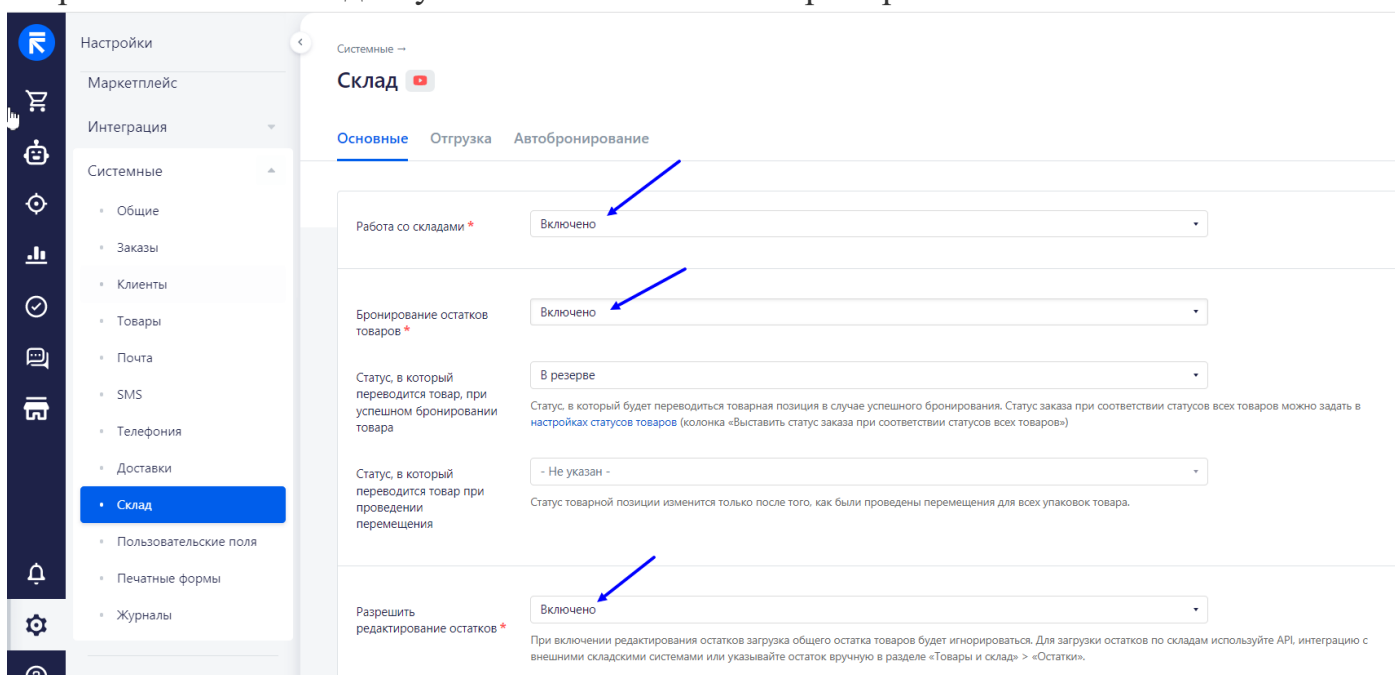 Настройки
Маркетплейс
Интеграция
Системные
Общие
Заказы
Клиенты
Товары
Почта
SMS
Телефония
Доставки
Склад
Пользовательские поля
Печатные формы
Журналы
Системные →
Склад
Основные Отгрузка Автобронирование
Работа со складами * Включено
Бронирование остатков
товаров *
Включено
Статус, в который
переводится товар, при
успешном бронировании
товара
В резерве
Статус, в который будет переводиться товарная позиция в случае успешного бронирования. Статус заказа при соответствии статусов всех товаров можно задать в
настройках статусов товаров (колонка «Выставить статус заказа при соответствии статусов всех товаров»)
Статус, в который
переводится товар при
проведении
перемещения
- Не указан -
Статус товарной позиции изменится только после того, как были проведены перемещения для всех упаковок товара.
Разрешить
редактирование остатков *
Включено
При включении редактирования остатков загрузка общего остатка товаров будет игнорироваться. Для загрузки остатков по складам используйте API, интеграцию с
внешними складскими системами или указывайте остаток вручную в разделе «Товары и склад» > «Остатки».